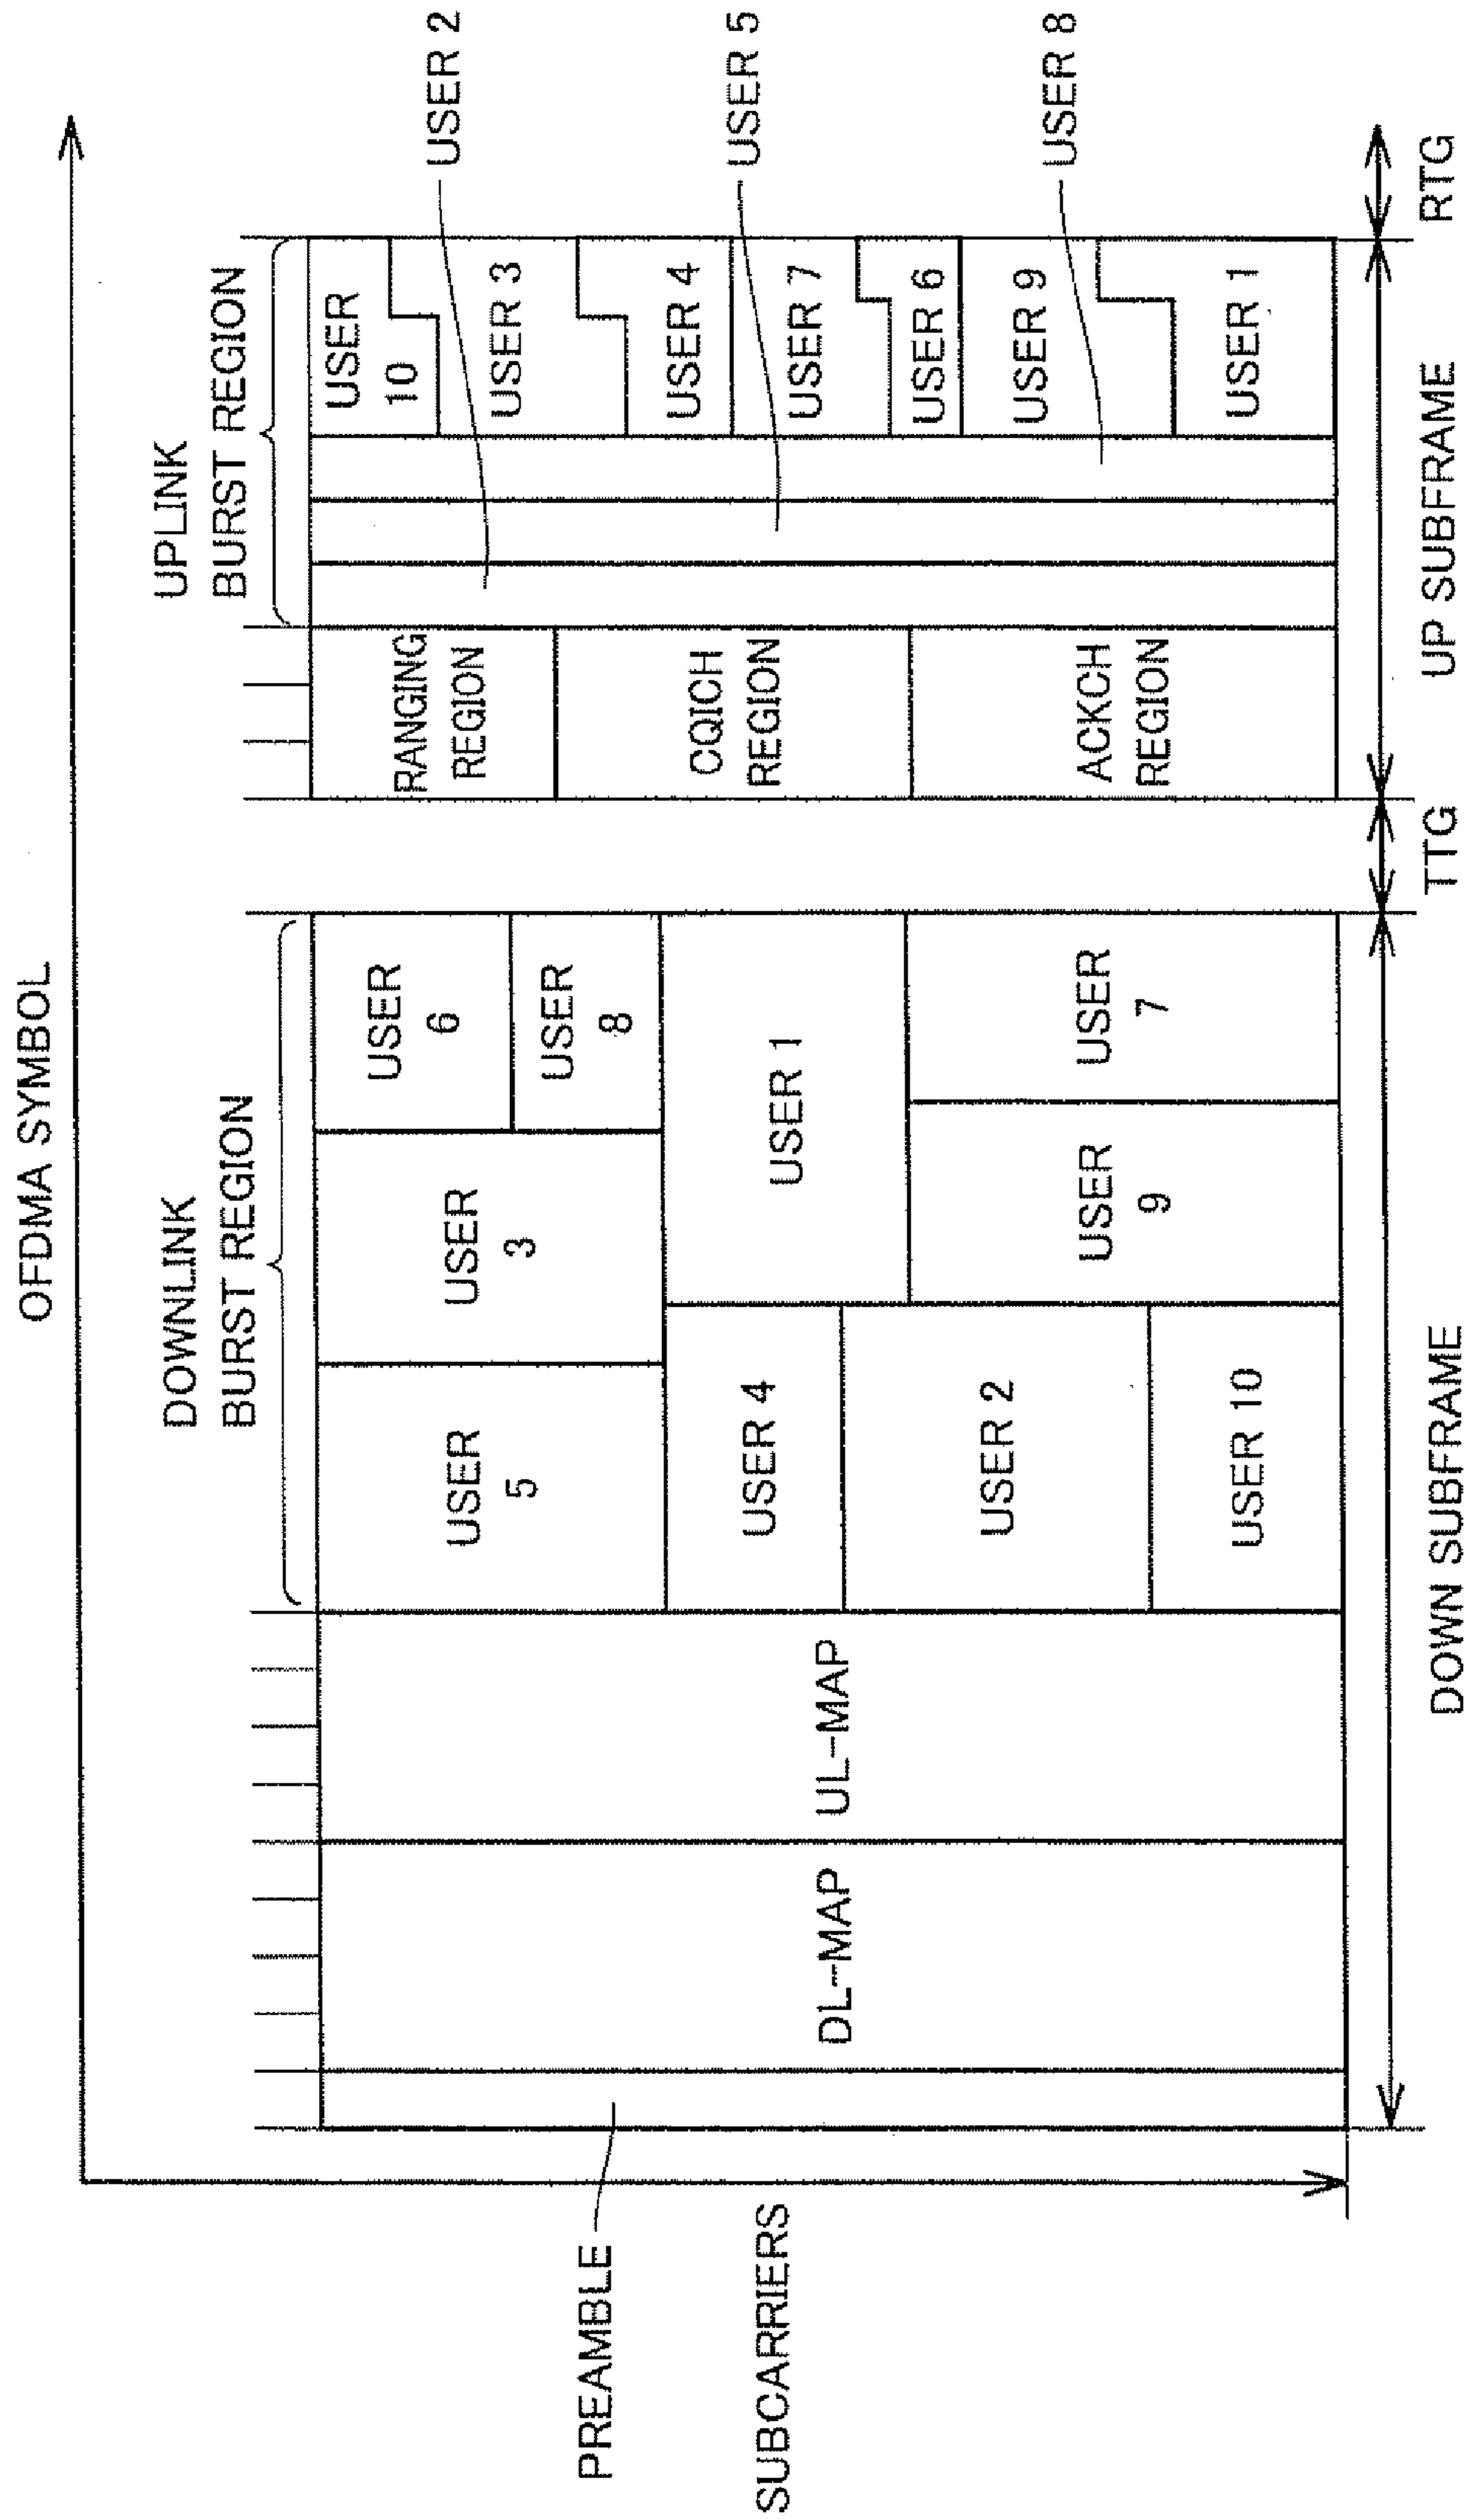 OFDMA SYMBOL
DOWNLINK
BURST REGION
UPLINK
BURST REGION
PREAMBLE
SUBCARRIERS
DL-MAP
UL-MAP
USER
5
USER
3
USER
6
USER
8
USER 4
USER 1
USER 2
USER
9
USER
7
USER 10
RANGING
REGION
CQICH
REGION
ACKCH
REGION
USER
10
USER 3
USER 4
USER 7
USER 6
USER 9
USER 1
USER 2
USER 5
USER 8
DOWN SUBFRAME
TTG
UP SUBFRAME
RTG